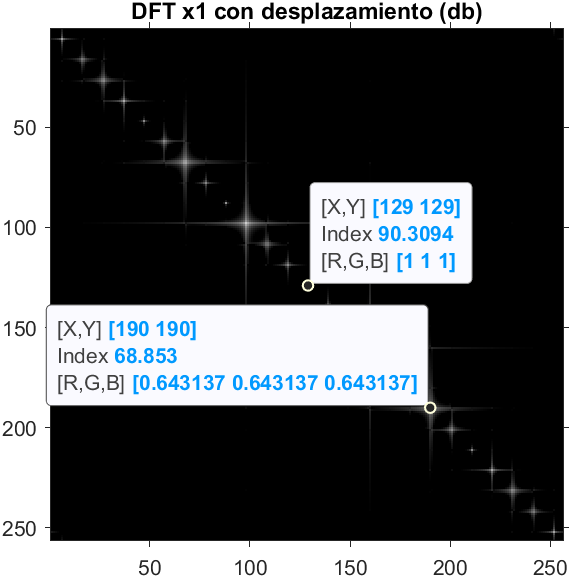 DFT x1 con desplazamiento (db)
50
100
150
200
250
[X,Y] [129 129]
Index 90.3094
[R,G,B] [1 1 1]
[X,Y] [190 190]
Index 68.853
[R,G,B] [0.643137 0.643137 0.643137]
50 100 150 200 250